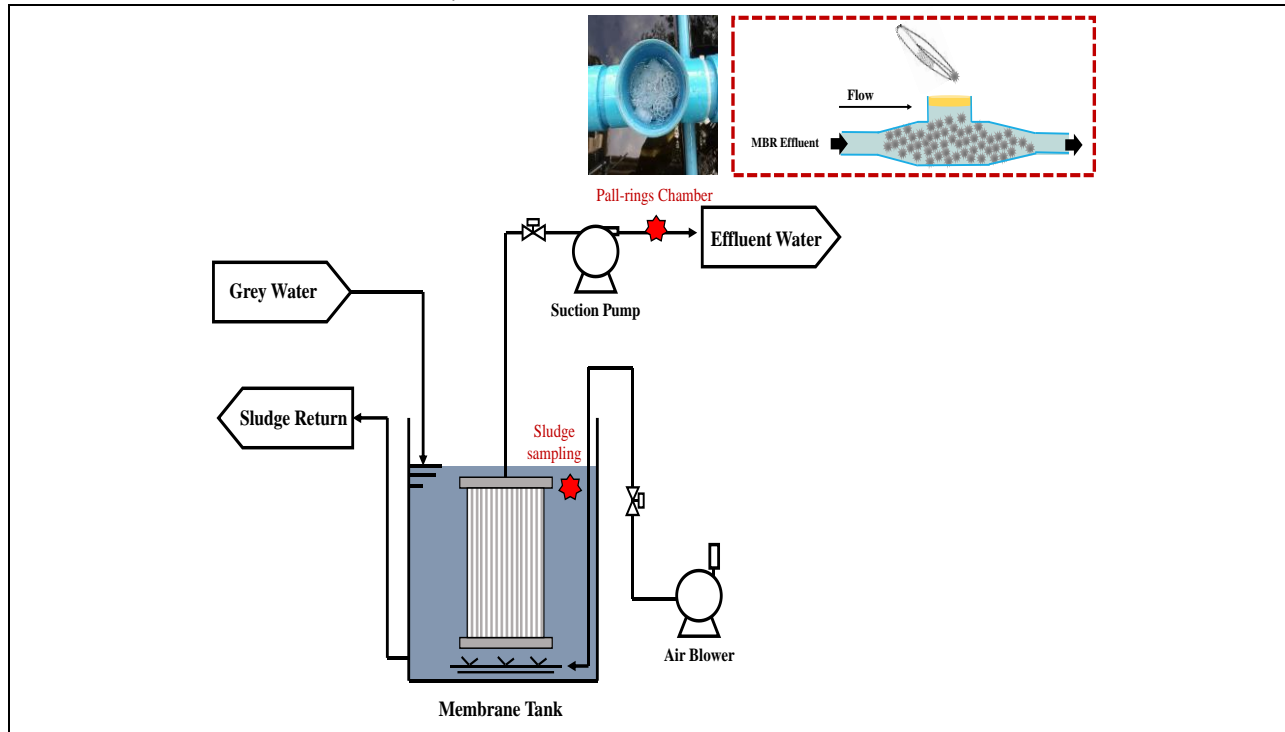 Flow
MBR Effluent
Pall-rings Chamber
Effluent Water
Grey Water
Suction Pump
Sludge Return
Sludge
sampling
Air Blower
Membrane Tank